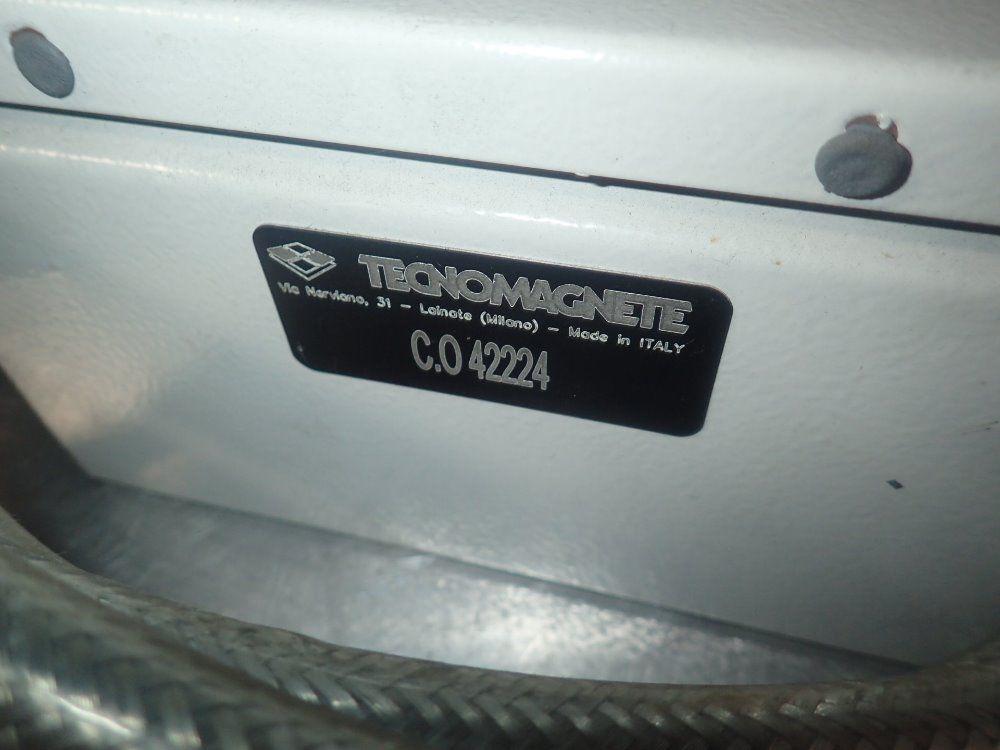 TECNOMAGNETE
Via Nerviano, 31 - Lainate (Milano) - Made in ITALY
C.O 42224